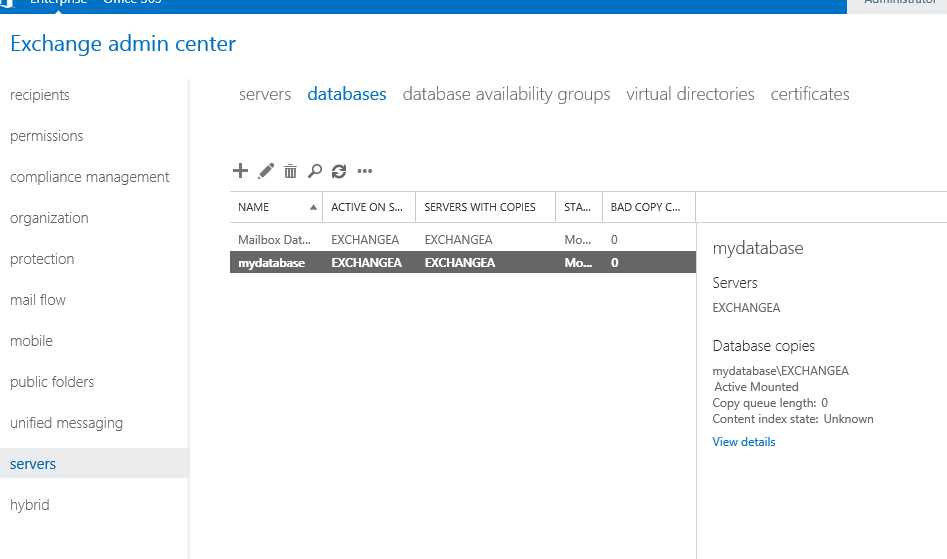 Enterprise Office 365
Administrator
Exchange admin center
recipients
permissions
compliance management
organization
protection
mail flow
mobile
public folders
unified messaging
servers
hybrid
servers databases database availability groups virtual directories certificates
NAME ACTIVE ON S... SERVERS WITH COPIES STA... BAD COPY C...
Mailbox Dat... EXCHANGEA EXCHANGEA Mo... 0
mydatabase EXCHANGEA EXCHANGEA Mo... 0
mydatabase
Servers
EXCHANGEA
Database copies
mydatabase\EXCHANGEA
Active Mounted
Copy queue length: 0
Content index state: Unknown
View details